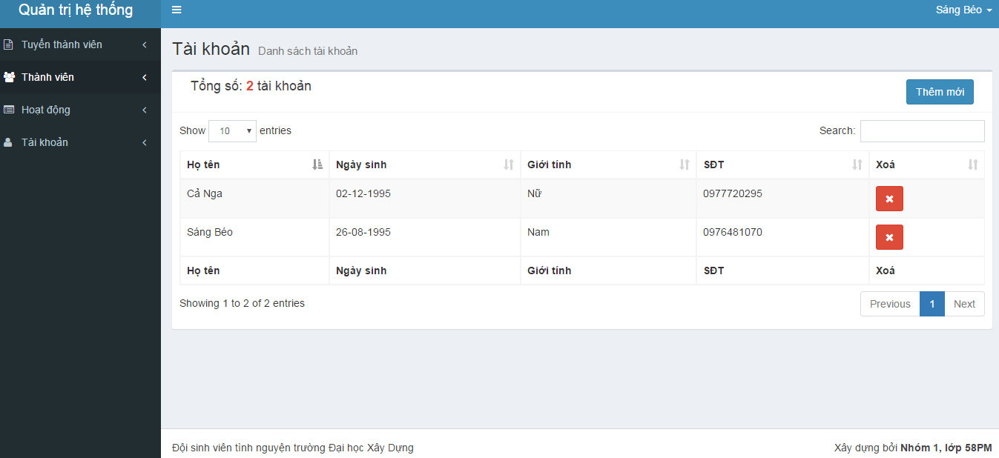 Quản trị hệ thống
Sáng Béo
Tuyển thành viên
Thành viên
Hoạt động
Tài khoản
Tài khoản Danh sách tài khoản
Tổng số: 2 tài khoản
Thêm mới
Show 10 entries
Search:
Họ tên Ngày sinh Giới tính SĐT Xoá
Cả Nga 02-12-1995 Nữ 0977720295
Sáng Béo 26-08-1995 Nam 0976481070
Họ tên Ngày sinh Giới tính SĐT Xoá
Showing 1 to 2 of 2 entries
Previous 1 Next
Đội sinh viên tình nguyện trường Đại học Xây Dựng
Xây dựng bởi Nhóm 1, lớp 58PM